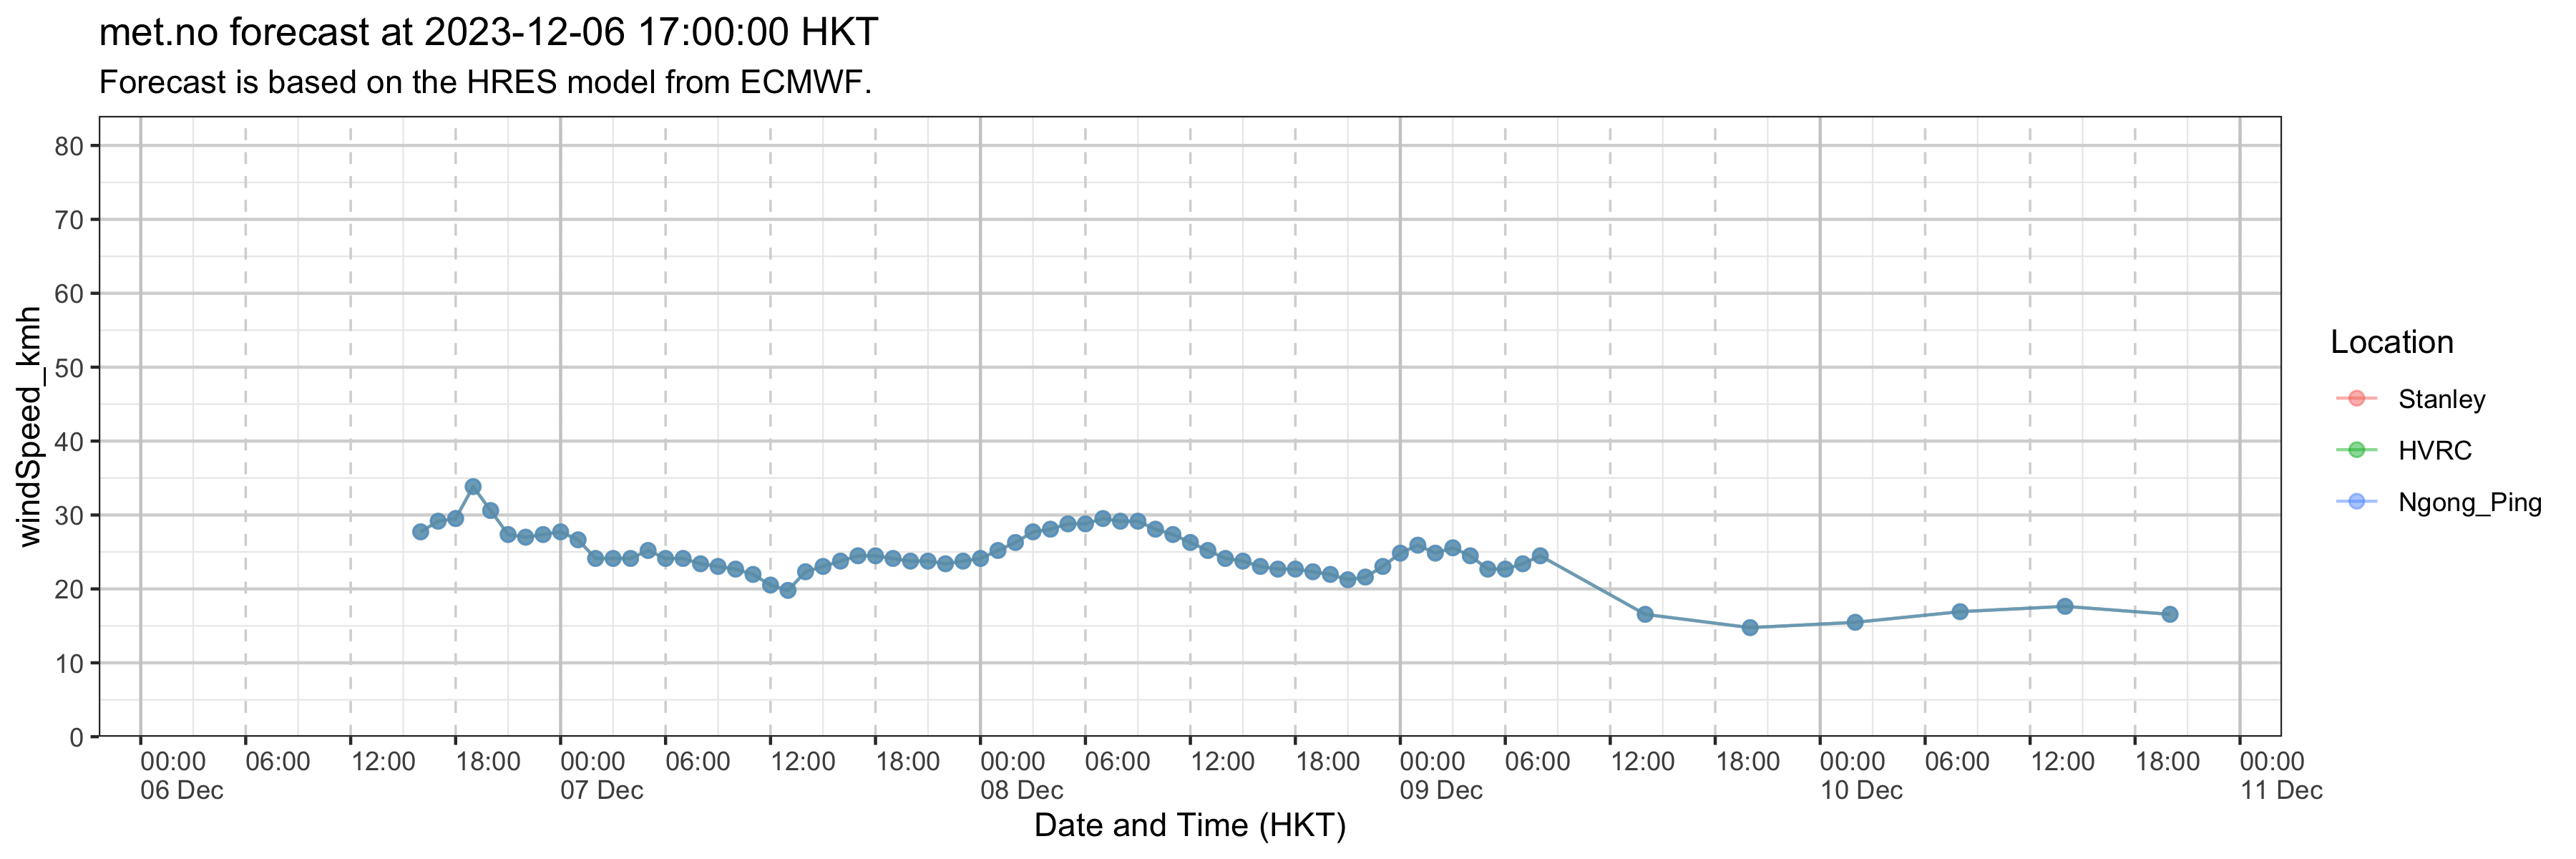 met.no forecast at 2023-12-06 17:00:00 HKT
Forecast is based on the HRES model from ECMWF.
windSpeed_kmh
80
70
60
50
40
30
20
10
0
00:00 06:00 12:00 18:00 00:00 06:00 12:00 18:00 00:00 06:00 12:00 18:00 00:00 06:00 12:00 18:00 00:00 06:00 12:00 18:00 00:00
06 Dec 07 Dec 08 Dec 09 Dec 10 Dec 11 Dec
Date and Time (HKT)
Location
Stanley
HVRC
Ngong_Ping